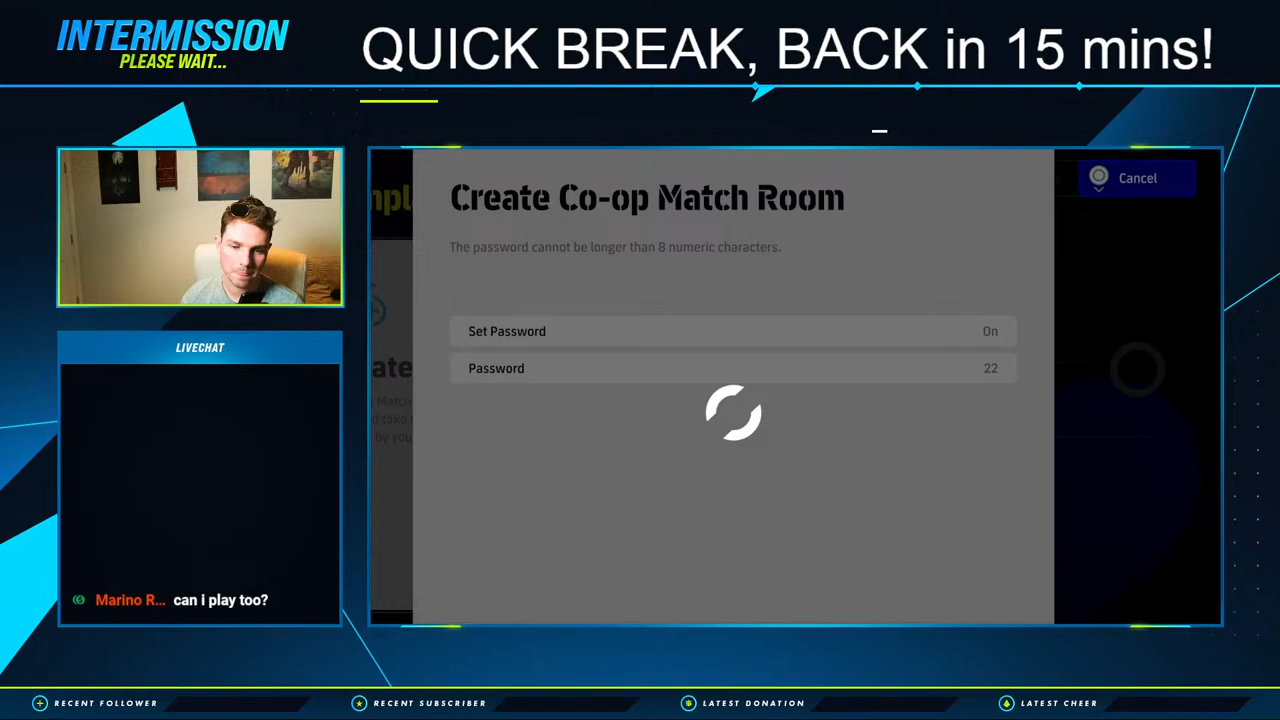 INTERMISSION
PLEASE WAIT...
QUICK BREAK, BACK in 15 mins!
Cancel
Create Co-op Match Room
The password cannot be longer than 8 numeric characters.
Set Password On
Password 22
by you
LIVECHAT
Marino R... can i play too?
RECENT FOLLOWER
RECENT SUBSCRIBER
LATEST DONATION
LATEST CHEER